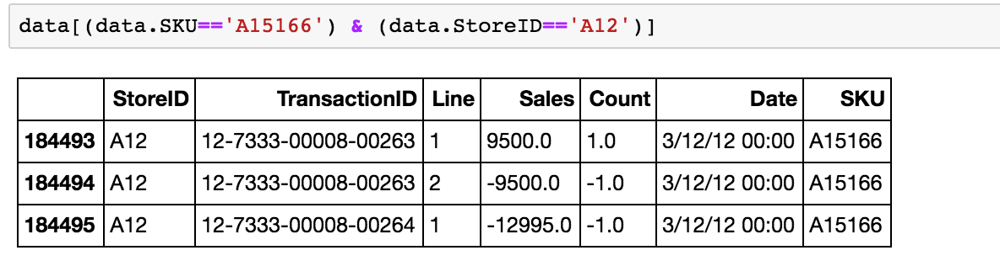 data[(data.SKU=='A15166') & (data.StoreID=='A12')]
StoreID TransactionID Line Sales Count Date SKU
184493 A12 12-7333-00008-00263 1 9500.0 1.0 3/12/12 00:00 A15166
184494 A12 12-7333-00008-00263 2 -9500.0 -1.0 3/12/12 00:00 A15166
184495 A12 12-7333-00008-00264 1 -12995.0 -1.0 3/12/12 00:00 A15166